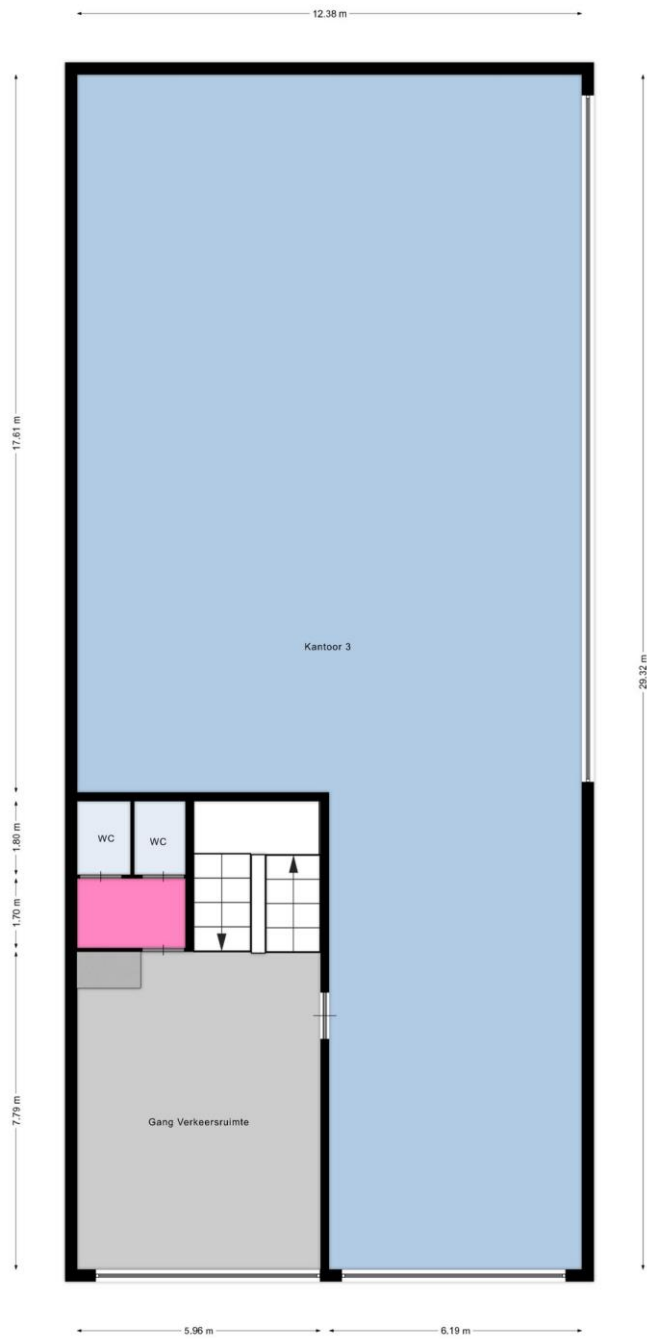 12.38 m
17.61 m
29.32 m
Kantoor 3
1.80 m
WC
WC
1.70 m
7.79 m
Gang Verkeersruimte
5.96 m
6.19 m